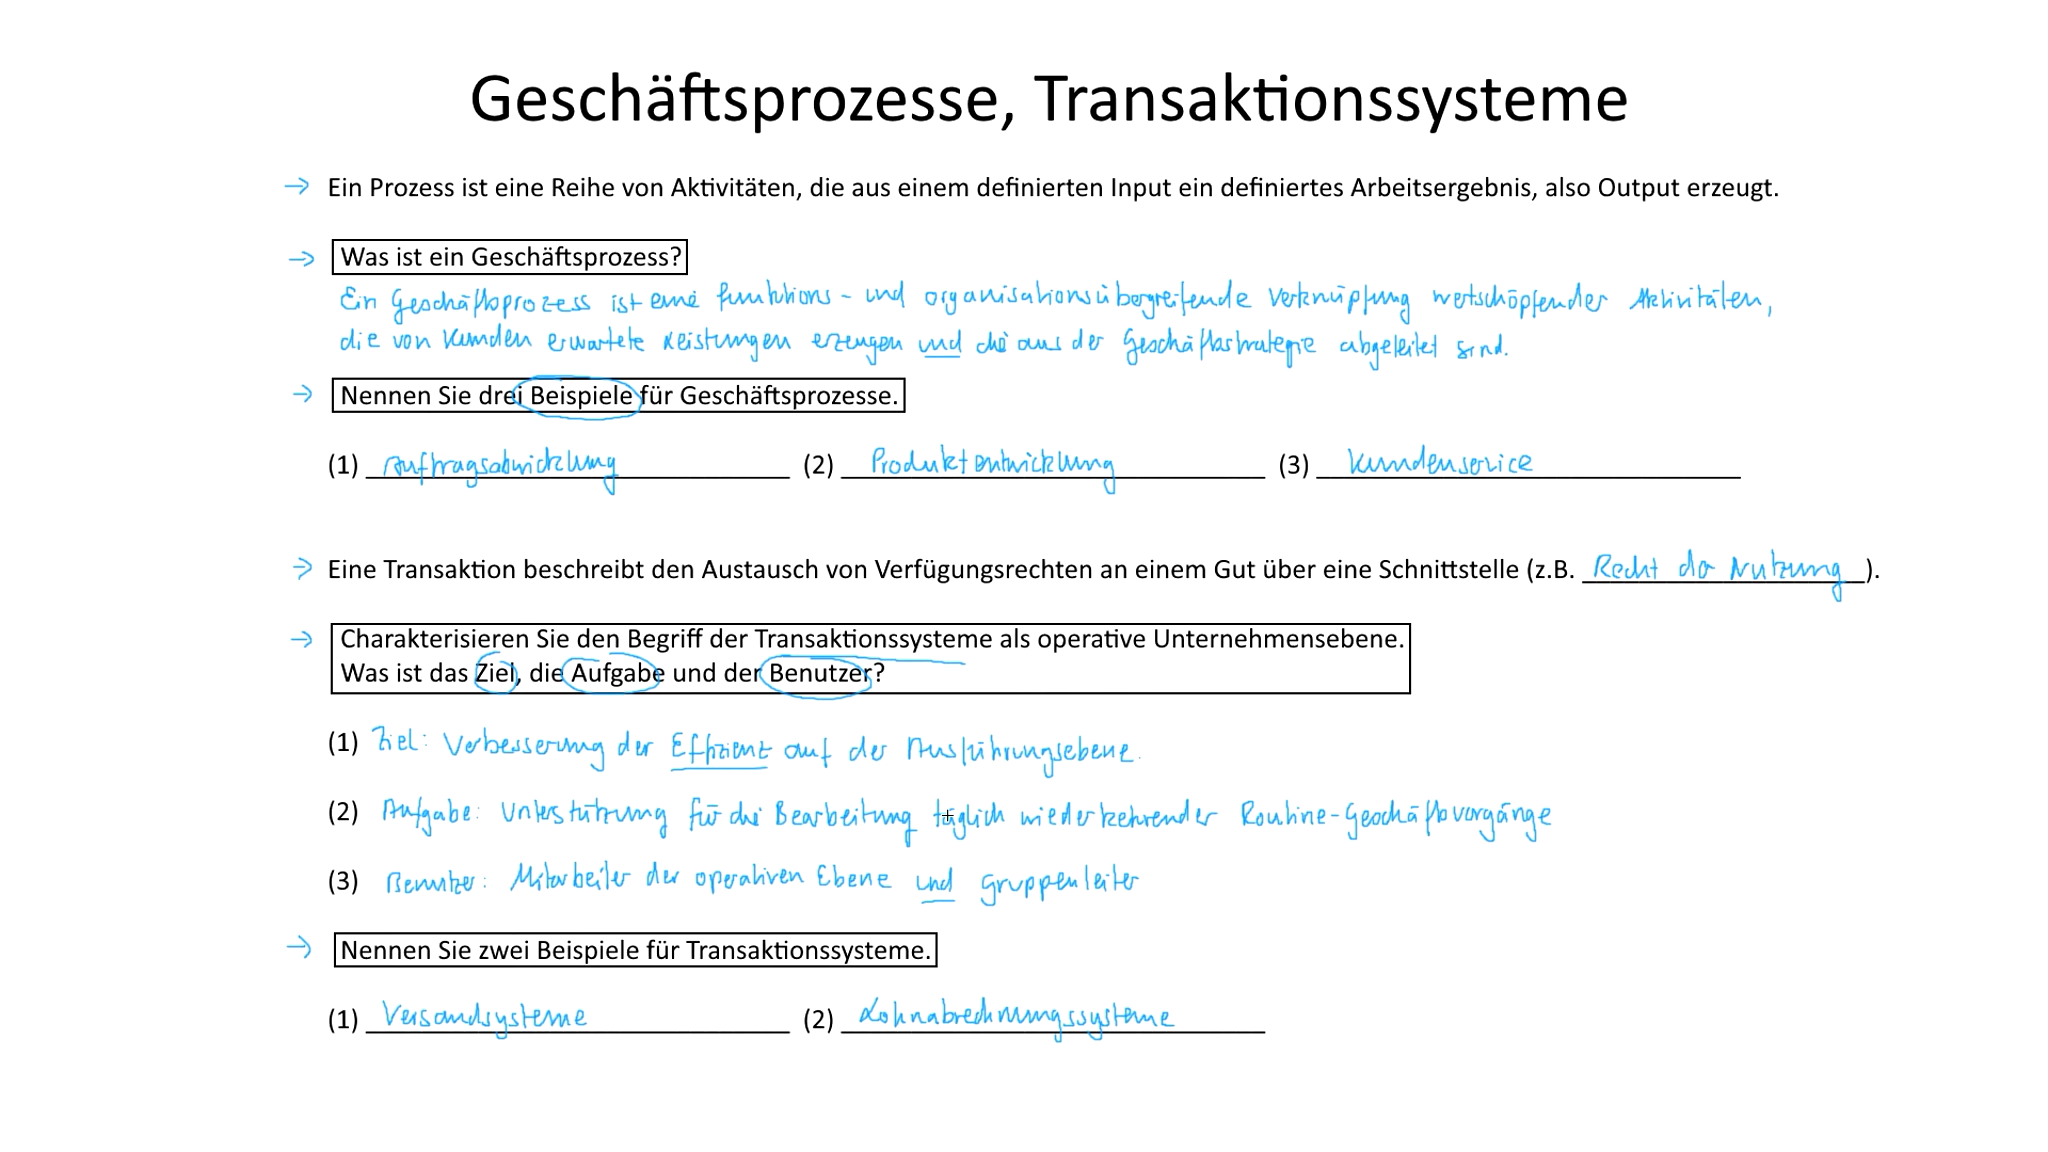 Geschäftsprozesse, Transaktionssysteme
→ Ein Prozess ist eine Reihe von Aktivitäten, die aus einem definierten Input ein definiertes Arbeitsergebnis, also Output erzeugt.
→ Was ist ein Geschäftsprozess?
Ein Geschäftsprozess ist eine funktions- und organisationsübergreifende Verknüpfung wertschöpfender Aktivitäten,
die von Kunden erwartete Leistungen erzeugen und die aus der Geschäftsstrategie abgeleitet sind.
→ Nennen Sie drei Beispiele für Geschäftsprozesse.
(1) Auftragsabwicklung (2) Produktentwicklung (3) Kundenservice
→ Eine Transaktion beschreibt den Austausch von Verfügungsrechten an einem Gut über eine Schnittstelle (z.B. Recht der Nutzung).
→ Charakterisieren Sie den Begriff der Transaktionssysteme als operative Unternehmensebene.
Was ist das Ziel, die Aufgabe und der Benutzer?
(1) Ziel: Verbesserung der Effizienz auf der Ausführungsebene.
(2) Aufgabe: Unterstützung für die Bearbeitung täglich wiederkehrender Routine-Geschäftsvorgänge
(3) Benutzer: Mitarbeiter der operativen Ebene und Gruppenleiter
→ Nennen Sie zwei Beispiele für Transaktionssysteme.
(1) Versandsysteme (2) Lohnabrechnungssysteme